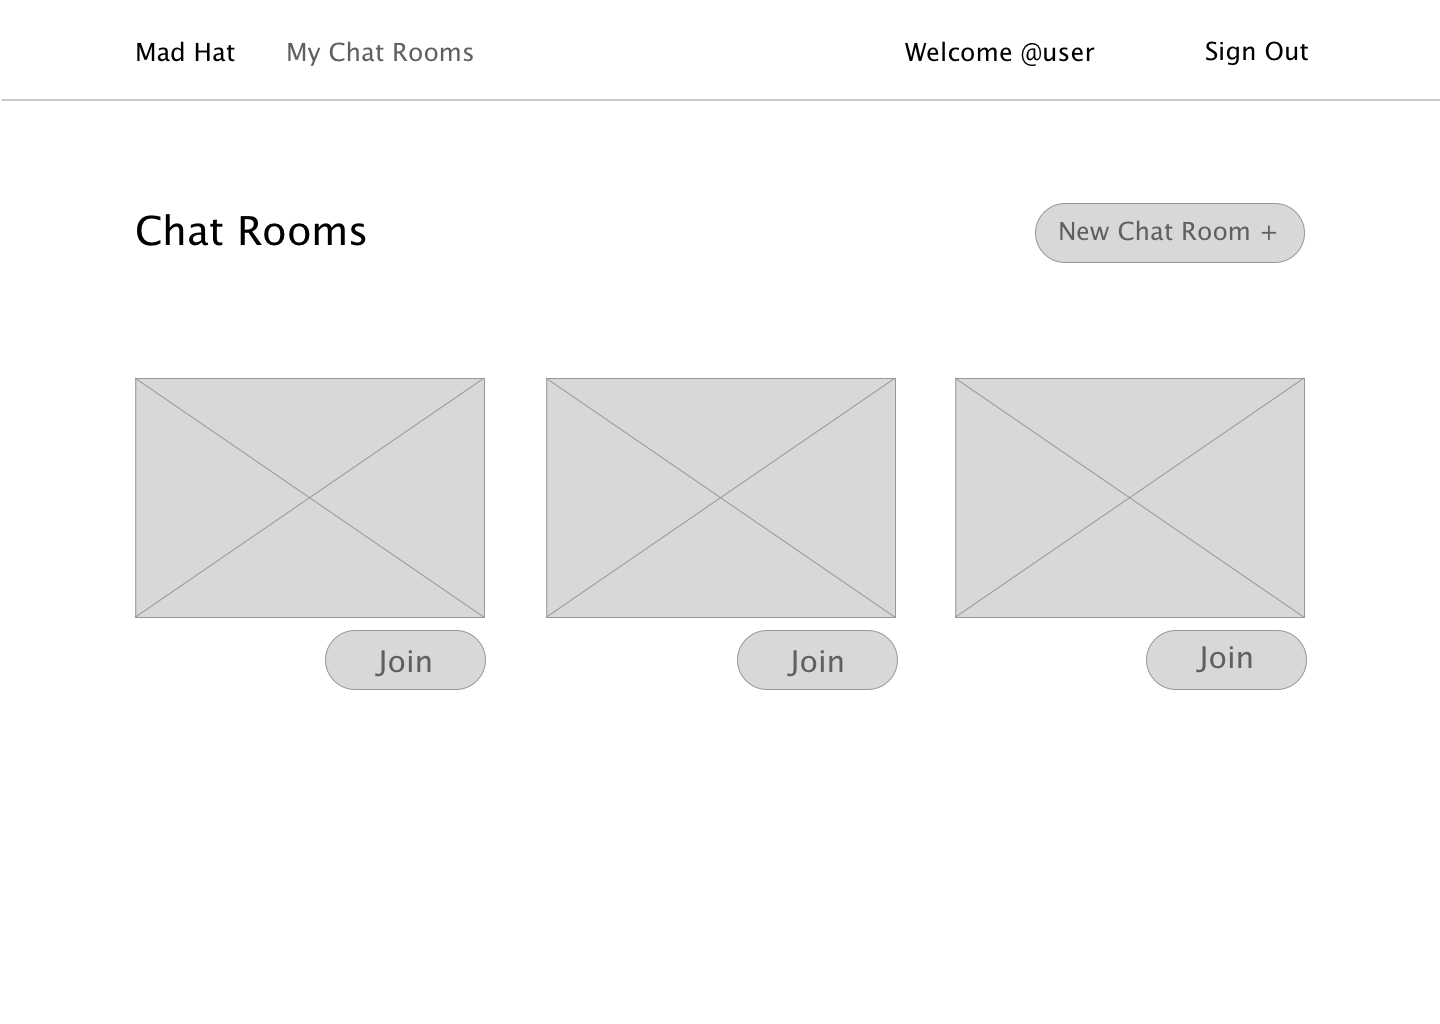 Mad Hat
My Chat Rooms
Welcome @user
Sign Out
Chat Rooms
New Chat Room +
Join
Join
Join